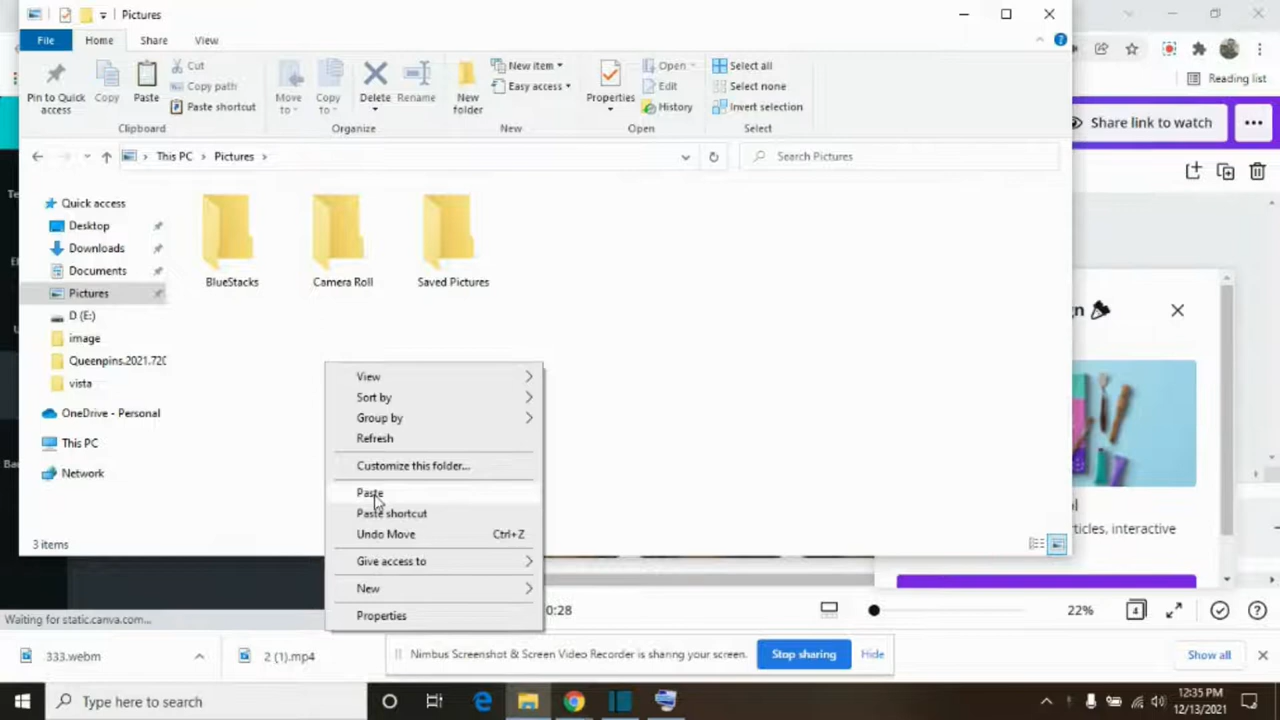 Pictures
File
Home
Share
View
Pin to Quick access
Copy
Paste
Cut
Copy path
Paste shortcut
Clipboard
Move to
Copy to
Delete
Rename
Organize
New folder
New item
Easy access
New
Properties
Open
Edit
History
Open
Select all
Select none
Invert selection
Select
Reading list
Share link to watch
This PC > Pictures >
Search Pictures
Quick access
Desktop
Downloads
Documents
Pictures
D (E:)
image
Queenpins.2021.720
vista
OneDrive - Personal
This PC
Network
BlueStacks
Camera Roll
Saved Pictures
View
Sort by
Group by
Refresh
Customize this folder...
Paste
Paste shortcut
Undo Move Ctrl+Z
Give access to
New
Properties
3 items
articles, interactive
Waiting for static.canva.com...
0:28
22%
4
333.webm
2 (1).mp4
Nimbus Screenshot & Screen Video Recorder is sharing your screen.
Stop sharing
Hide
Show all
Type here to search
12:35 PM
12/13/2021